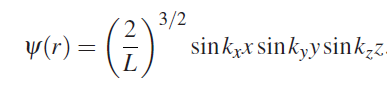 ψ(r) = (2/L)^{3/2} sin k_x x sin k_y y sin k_z z.